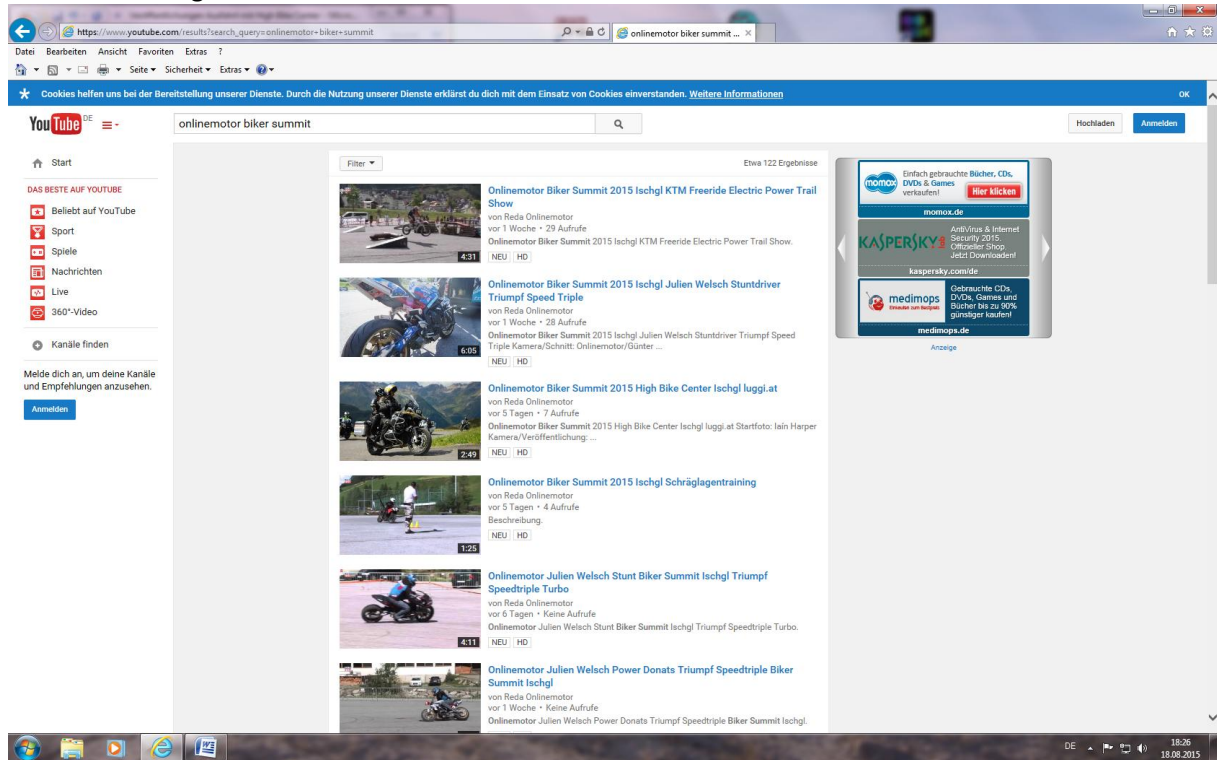 https://www.youtube.com/results?search_query=onlinemotor+biker+summit
onlinemotor biker summit ...
Datei Bearbeiten Ansicht Favoriten Extras ?
Seite Sicherheit Extras
Cookies helfen uns bei der Bereitstellung unserer Dienste. Durch die Nutzung unserer Dienste erklärst du dich mit dem Einsatz von Cookies einverstanden. Weitere Informationen
OK
YouTube DE
onlinemotor biker summit
Hochladen
Anmelden
Start
DAS BESTE AUF YOUTUBE
Beliebt auf YouTube
Sport
Spiele
Nachrichten
Live
360°-Video
Kanäle finden
Melde dich an, um deine Kanäle
und Empfehlungen anzusehen.
Anmelden
Filter
Etwa 122 Ergebnisse
4:31
Onlinemotor Biker Summit 2015 Ischgl KTM Freeride Electric Power Trail
Show
von Reda Onlinemotor
vor 1 Woche • 29 Aufrufe
Onlinemotor Biker Summit 2015 Ischgl KTM Freeride Electric Power Trail Show.
NEU HD
6:05
Onlinemotor Biker Summit 2015 Ischgl Julien Welsch Stuntdriver
Triumpf Speed Triple
von Reda Onlinemotor
vor 1 Woche • 28 Aufrufe
Onlinemotor Biker Summit 2015 Ischgl Julien Welsch Stuntdriver Triumpf Speed
Triple Kamera/Schnitt: Onlinemotor/Günter ...
NEU HD
2:49
Onlinemotor Biker Summit 2015 High Bike Center Ischgl luggi.at
von Reda Onlinemotor
vor 5 Tagen • 7 Aufrufe
Onlinemotor Biker Summit 2015 High Bike Center Ischgl luggi.at Startfoto: Iaín Harper
Kamera/Veröffentlichung: ...
NEU HD
1:25
Onlinemotor Biker Summit 2015 Ischgl Schräglagentraining
von Reda Onlinemotor
vor 5 Tagen • 4 Aufrufe
Beschreibung.
NEU HD
4:11
Onlinemotor Julien Welsch Stunt Biker Summit Ischgl Triumpf
Speedtriple Turbo
von Reda Onlinemotor
vor 6 Tagen • Keine Aufrufe
Onlinemotor Julien Welsch Stunt Biker Summit Ischgl Triumpf Speedtriple Turbo.
NEU HD
Onlinemotor Julien Welsch Power Donats Triumpf Speedtriple Biker
Summit Ischgl
von Reda Onlinemotor
vor 1 Woche • Keine Aufrufe
Onlinemotor Julien Welsch Power Donats Triumpf Speedtriple Biker Summit Ischgl.
momox
Einfach gebrauchte Bücher, CDs,
DVDs & Games
verkaufen!
Hier klicken
momox.de
KASPERSKY
AntiVirus & Internet
Security 2015.
Offizieller Shop.
Jetzt Downloaden!
kaspersky.com/de
medimops
Gebrauchte CDs,
DVDs, Games und
Bücher bis zu 90%
günstiger kaufen!
medimops.de
Anzeige
DE
18:26
18.08.2015